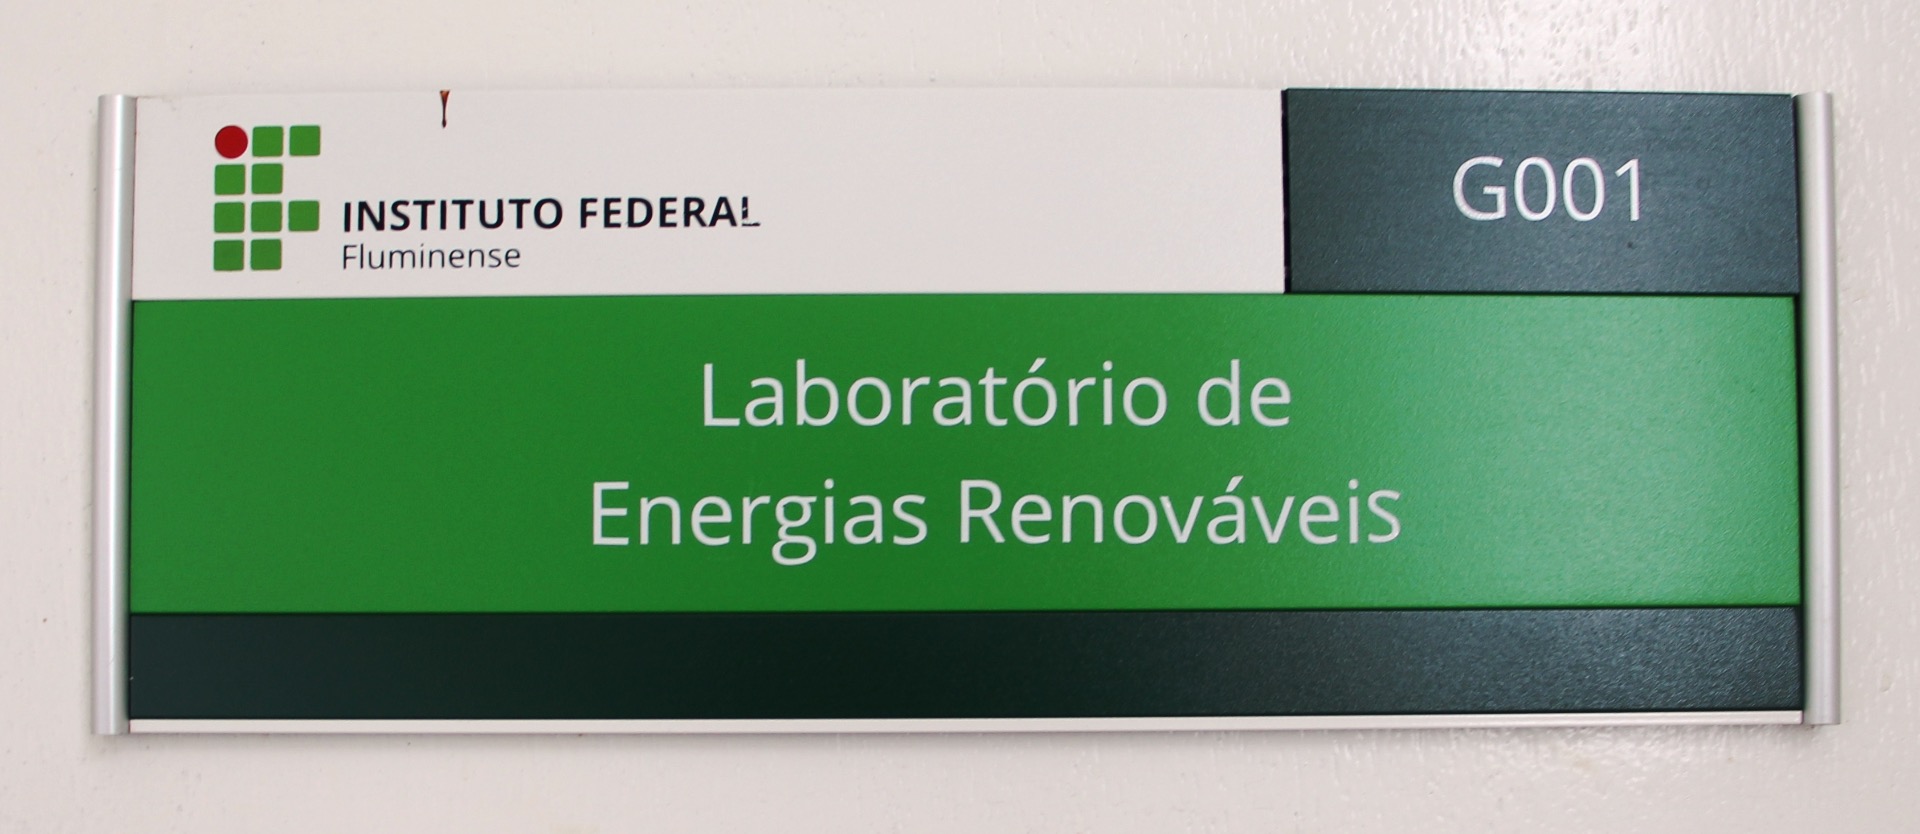 INSTITUTO FEDERAL
Fluminense
G001
Laboratório de
Energias Renováveis